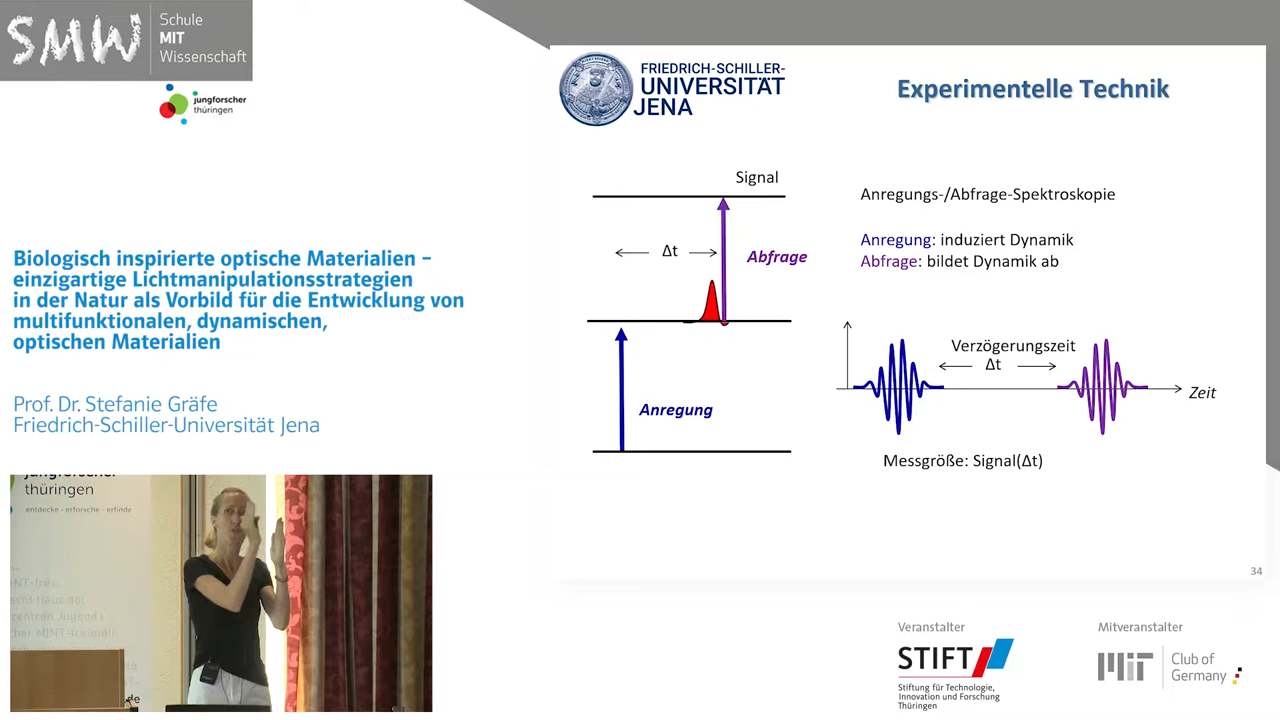 SMW
Schule
MIT
Wissenschaft
jungforscher
thüringen
Biologisch inspirierte optische Materialien –
einzigartige Lichtmanipulationsstrategien
in der Natur als Vorbild für die Entwicklung von
multifunktionalen, dynamischen,
optischen Materialien
Prof. Dr. Stefanie Gräfe
Friedrich-Schiller-Universität Jena
jungforscher
thüringen
entdecke - erforsche - erfinde
FRIEDRICH-SCHILLER-
UNIVERSITÄT
JENA
Experimentelle Technik
Signal
Δt
Abfrage
Anregung
Anregungs-/Abfrage-Spektroskopie
Anregung: induziert Dynamik
Abfrage: bildet Dynamik ab
Verzögerungszeit
Δt
Zeit
Messgröße: Signal(Δt)
34
Veranstalter
STIFT
Stiftung für Technologie,
Innovation und Forschung
Thüringen
Mitveranstalter
MIT
Club of
Germany